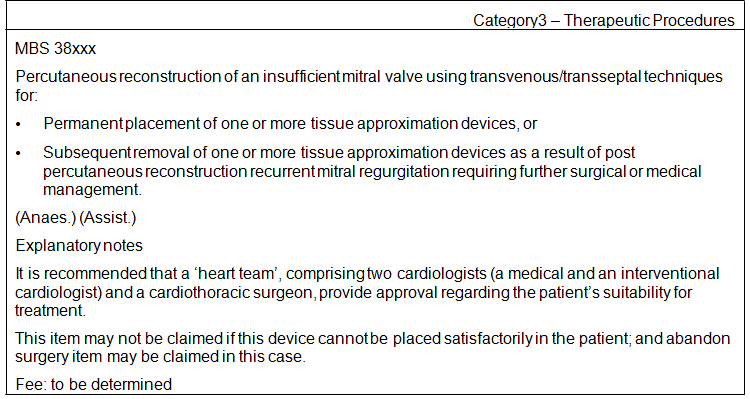 Category3 – Therapeutic Procedures
MBS 38xxx
Percutaneous reconstruction of an insufficient mitral valve using transvenous/transseptal techniques
for:
• Permanent placement of one or more tissue approximation devices, or
• Subsequent removal of one or more tissue approximation devices as a result of post
percutaneous reconstruction recurrent mitral regurgitation requiring further surgical or medical
management.
(Anaes.) (Assist.)
Explanatory notes
It is recommended that a ‘heart team’, comprising two cardiologists (a medical and an interventional
cardiologist) and a cardiothoracic surgeon, provide approval regarding the patient’s suitability for
treatment.
This item may not be claimed if this device cannot be placed satisfactorily in the patient; and abandon
surgery item may be claimed in this case.
Fee: to be determined